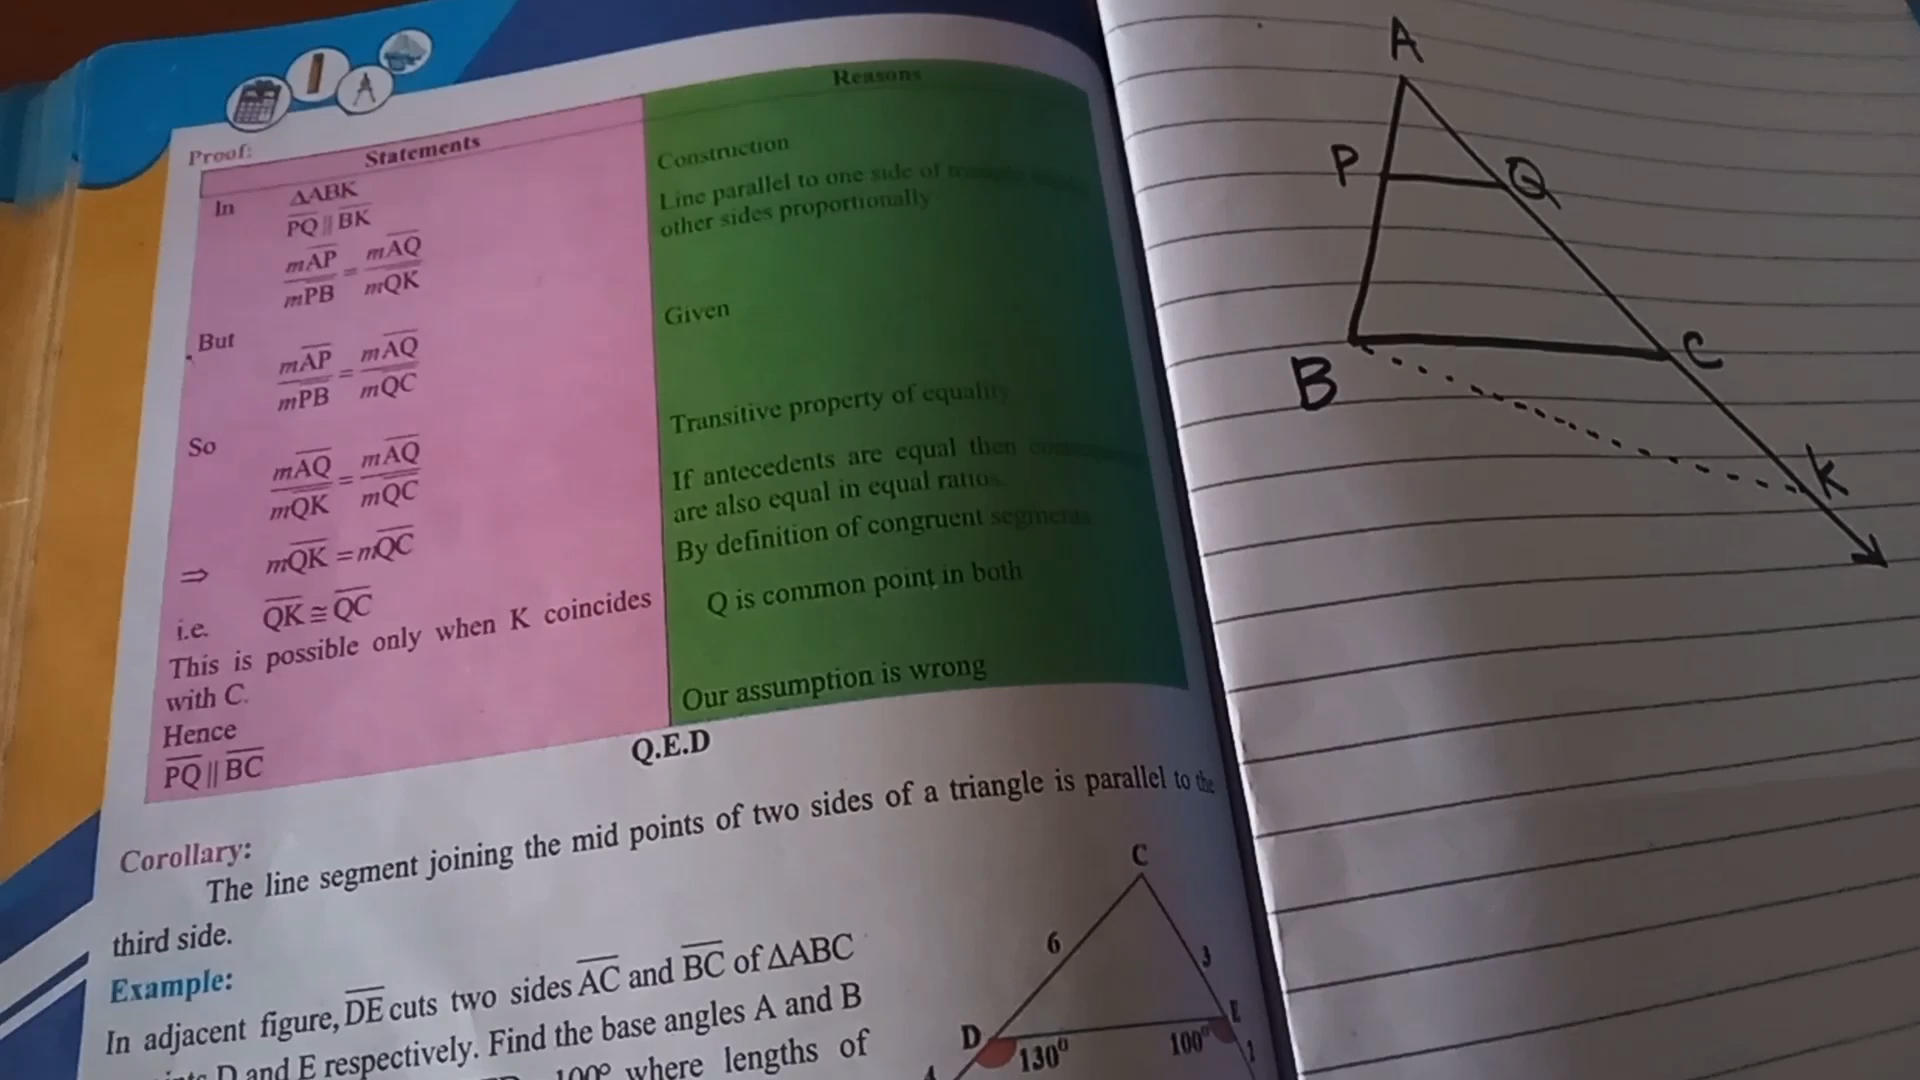 Proof:
Statements
Reasons
In ΔABK
PQ || BK
mAP/mPB = mAQ/mQK
But
mAP/mPB = mAQ/mQC
So
mAQ/mQK = mAQ/mQC
⇒ mQK = mQC
i.e. QK ≅ QC
This is possible only when K coincides
with C.
Hence
PQ || BC
Construction
Line parallel to one side of
other sides proportionally
Given
Transitive property of equality
If antecedents are equal then
are also equal in equal ratios.
By definition of congruent segments
Q is common point in both
Our assumption is wrong
Q.E.D
Corollary:
The line segment joining the mid points of two sides of a triangle is parallel to the
third side.
Example:
In adjacent figure, DE cuts two sides AC and BC of ΔABC
D and E respectively. Find the base angles A and B
100° where lengths of
C
6
3
D
E
130°
100°
A
P
Q
B
C
K